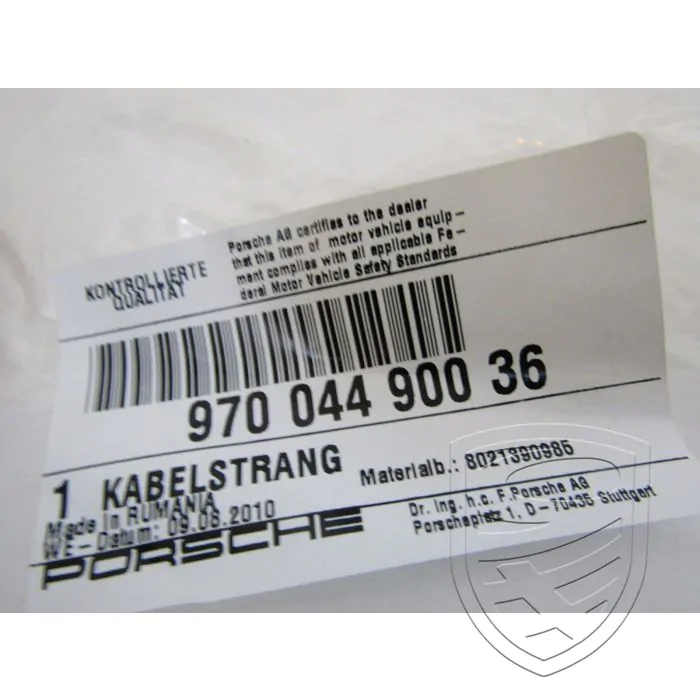 KONTROLLIERTE
QUALITÄT
Porsche AG certifies to the dealer
that this item of motor vehicle equip-
ment complies with all applicable Fe-
deral Motor Vehicle Safety Standards
970 044 900 36
1 KABELSTRANG
Materialb.: 8021390985
Made in RUMANIA
WE-Datum: 09.08.2010
PORSCHE
Dr. Ing. h.c. F.Porsche AG
Porscheplatz 1, D-70435 Stuttgart